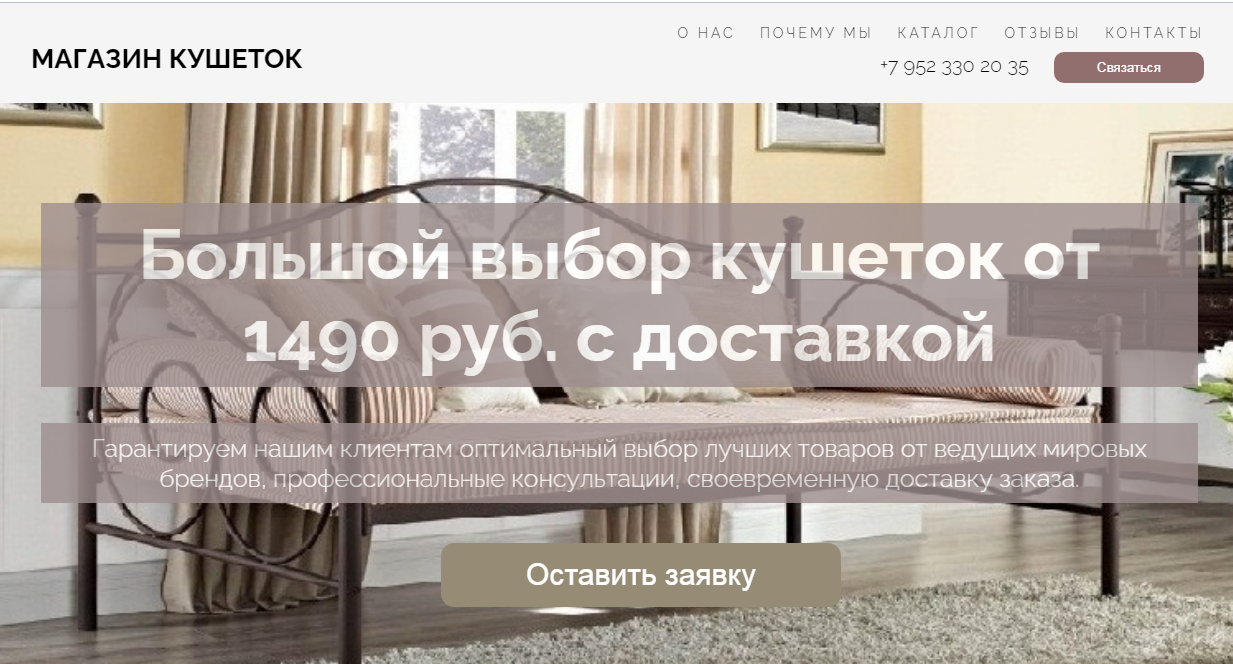 О НАС ПОЧЕМУ МЫ КАТАЛОГ ОТЗЫВЫ КОНТАКТЫ
МАГАЗИН КУШЕТОК
+7 952 330 20 35 Связаться
Большой выбор кушеток от
1490 руб. с доставкой
Гарантируем нашим клиентам оптимальный выбор лучших товаров от ведущих мировых
брендов, профессиональные консультации, своевременную доставку заказа.
Оставить заявку